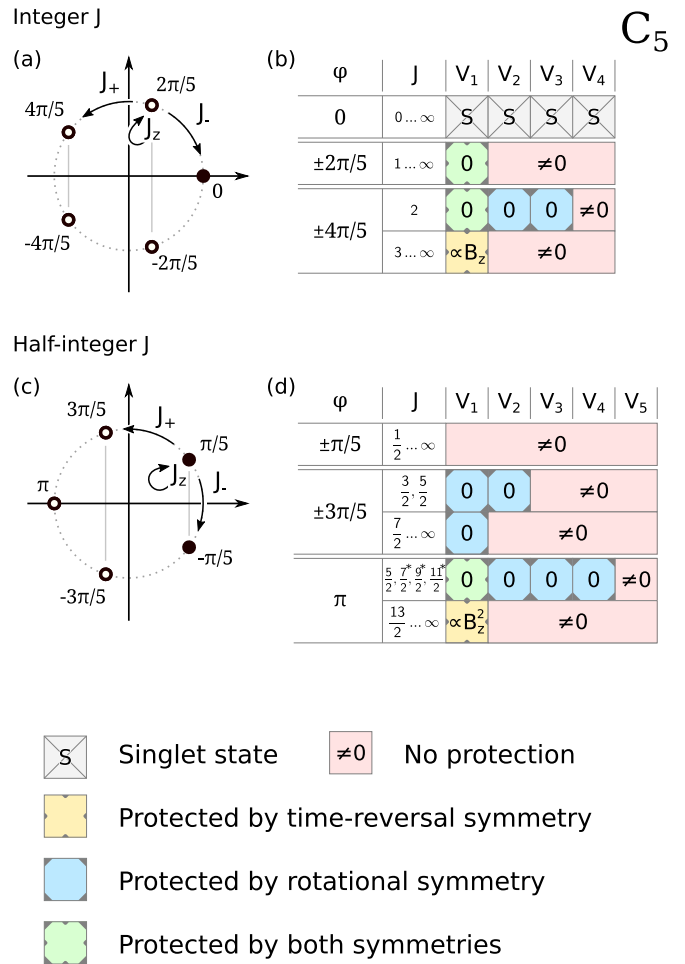 Integer J
C5
(a)
J+
2π/5
4π/5
J-
Jz
0
-4π/5
-2π/5
(b)
φ J V1 V2 V3 V4
0 0 ... ∞ S S S S
±2π/5 1 ... ∞ 0 ≠0
±4π/5 2 0 0 0 ≠0
3 ... ∞ ∝Bz ≠0
Half-integer J
(c)
3π/5
J+
π/5
Jz
J-
π
-π/5
-3π/5
(d)
φ J V1 V2 V3 V4 V5
±π/5 1/2 ... ∞ ≠0
±3π/5 3/2, 5/2 0 0 ≠0
7/2 ... ∞ 0 ≠0
π 5/2, 7*/2, 9*/2, 11*/2 0 0 0 0 ≠0
13/2 ... ∞ ∝Bz² ≠0
S Singlet state ≠0 No protection
Protected by time-reversal symmetry
Protected by rotational symmetry
Protected by both symmetries